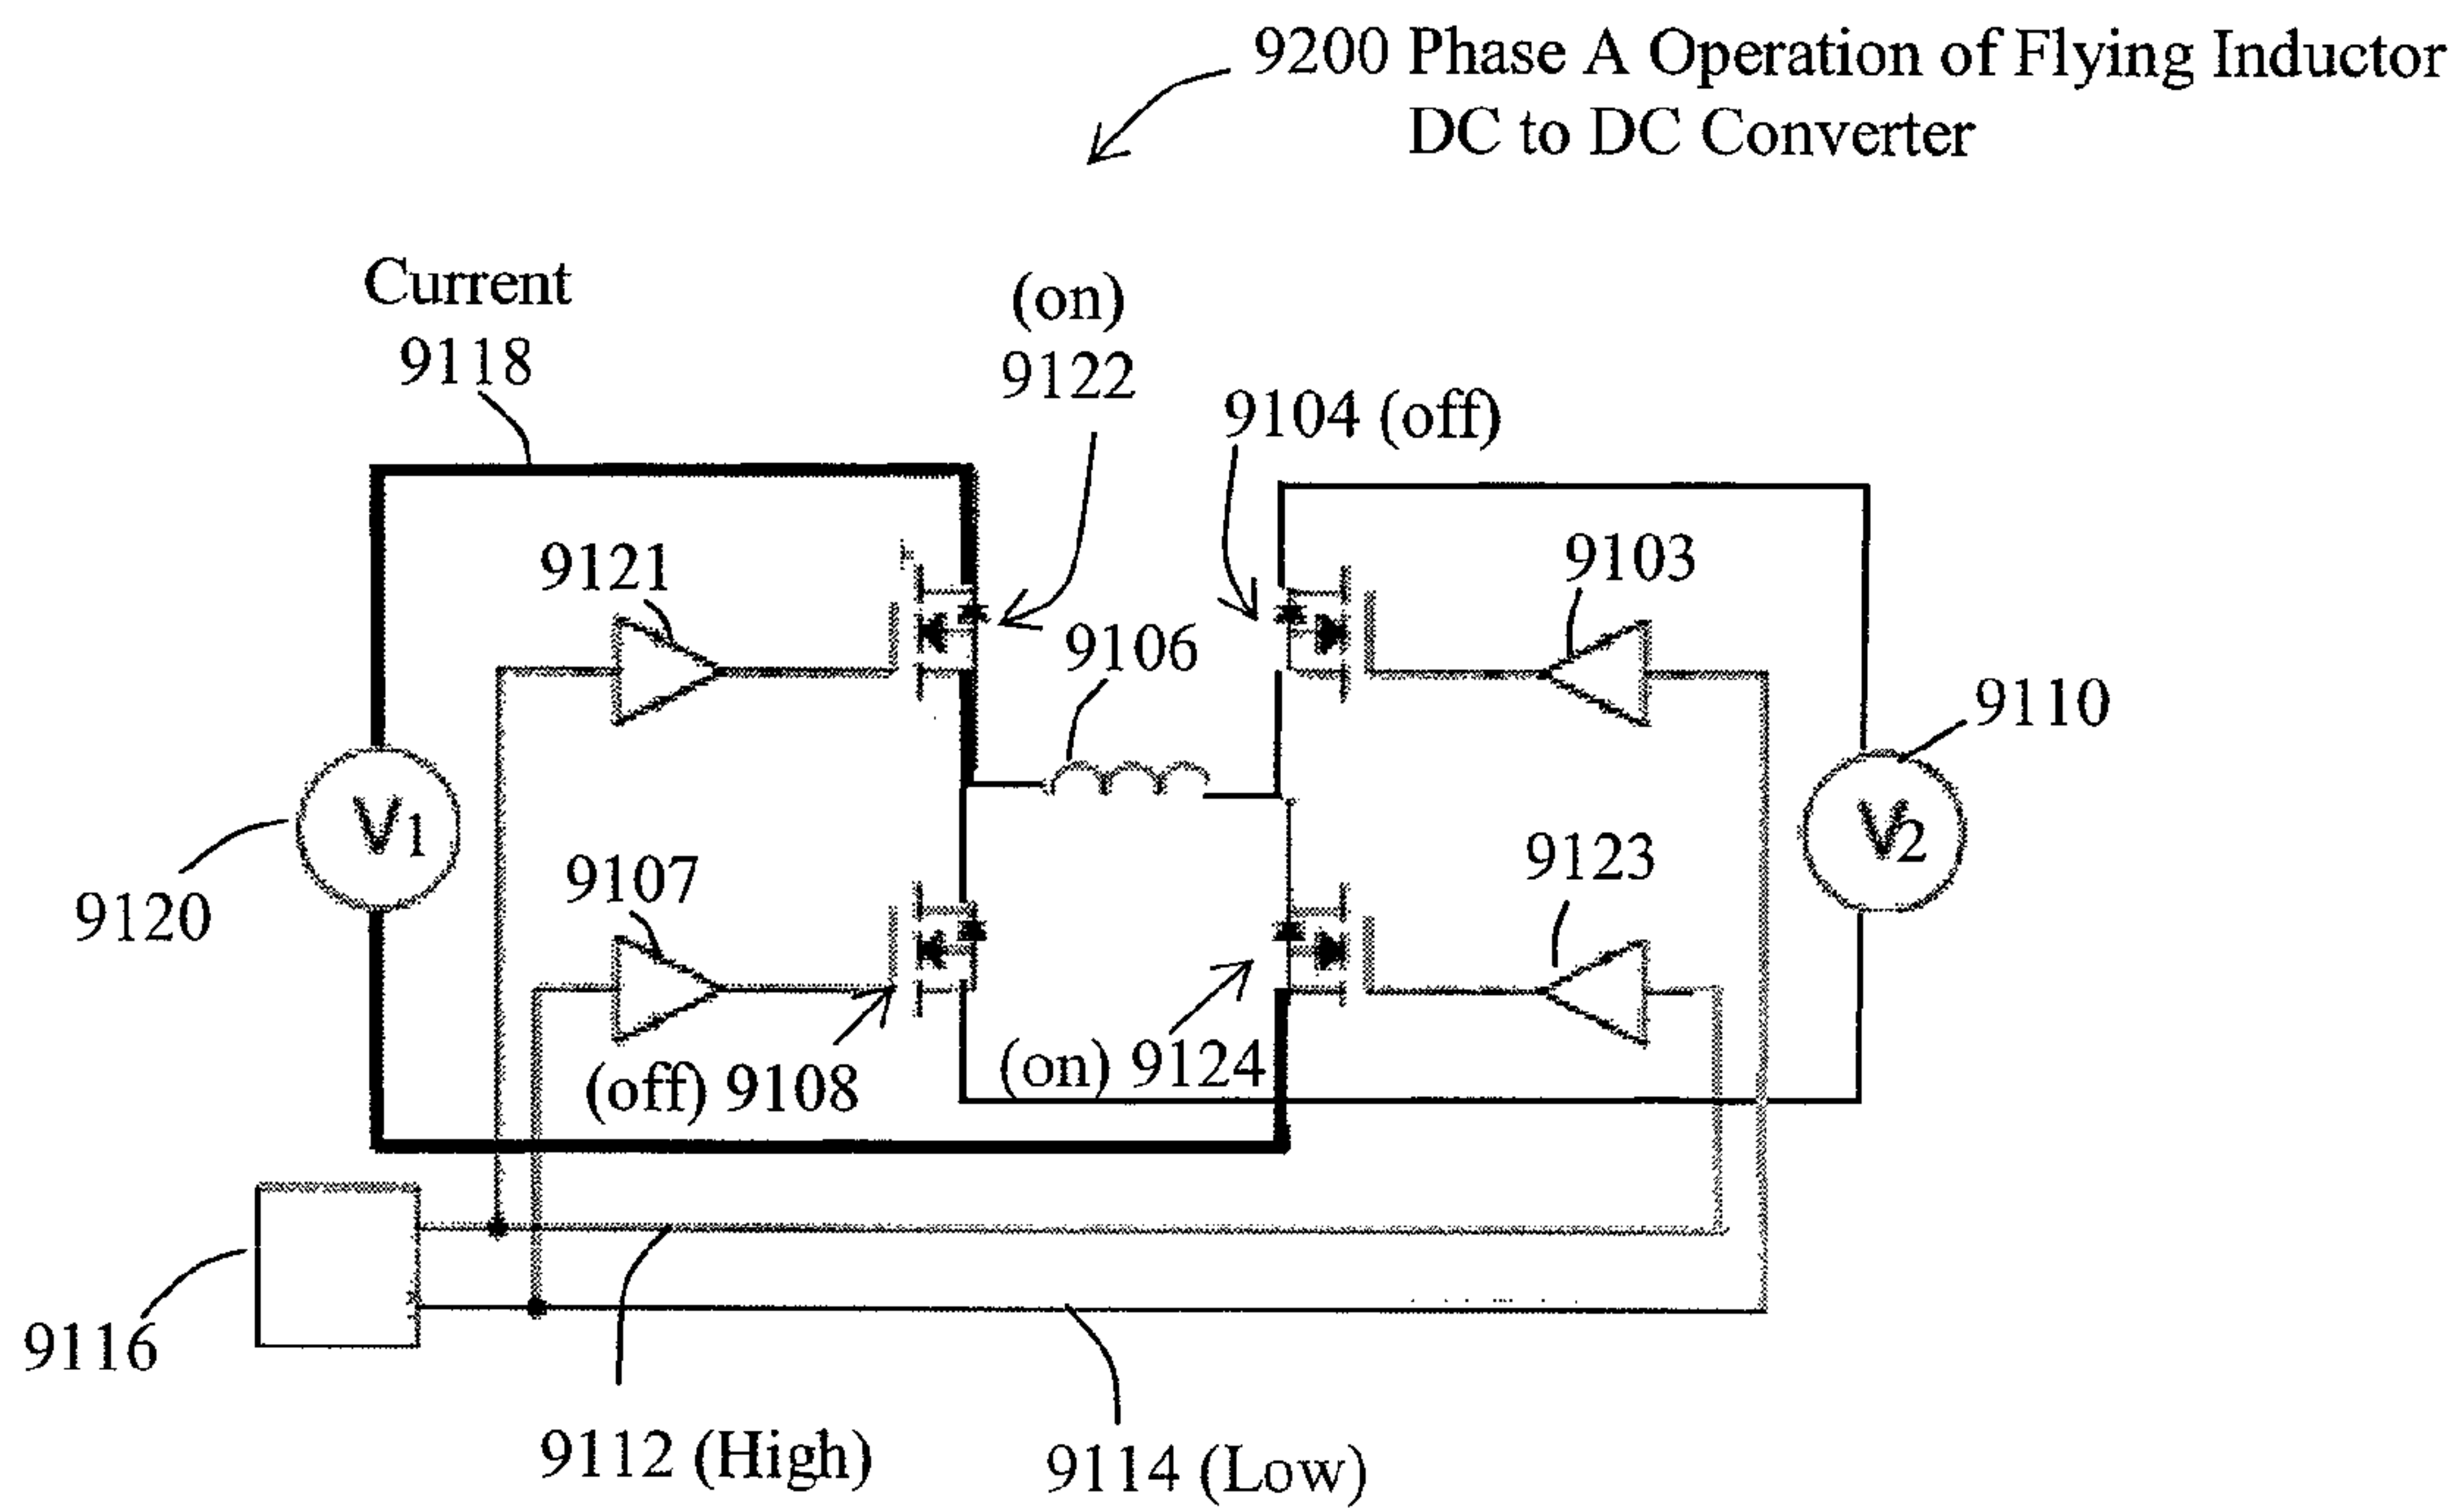 9200 Phase A Operation of Flying Inductor
DC to DC Converter
Current
9118
(on)
9122
9104 (off)
9121
9103
9106
9110
V1
V2
9120
9107
9123
(off) 9108
(on) 9124
9116
9112 (High)
9114 (Low)